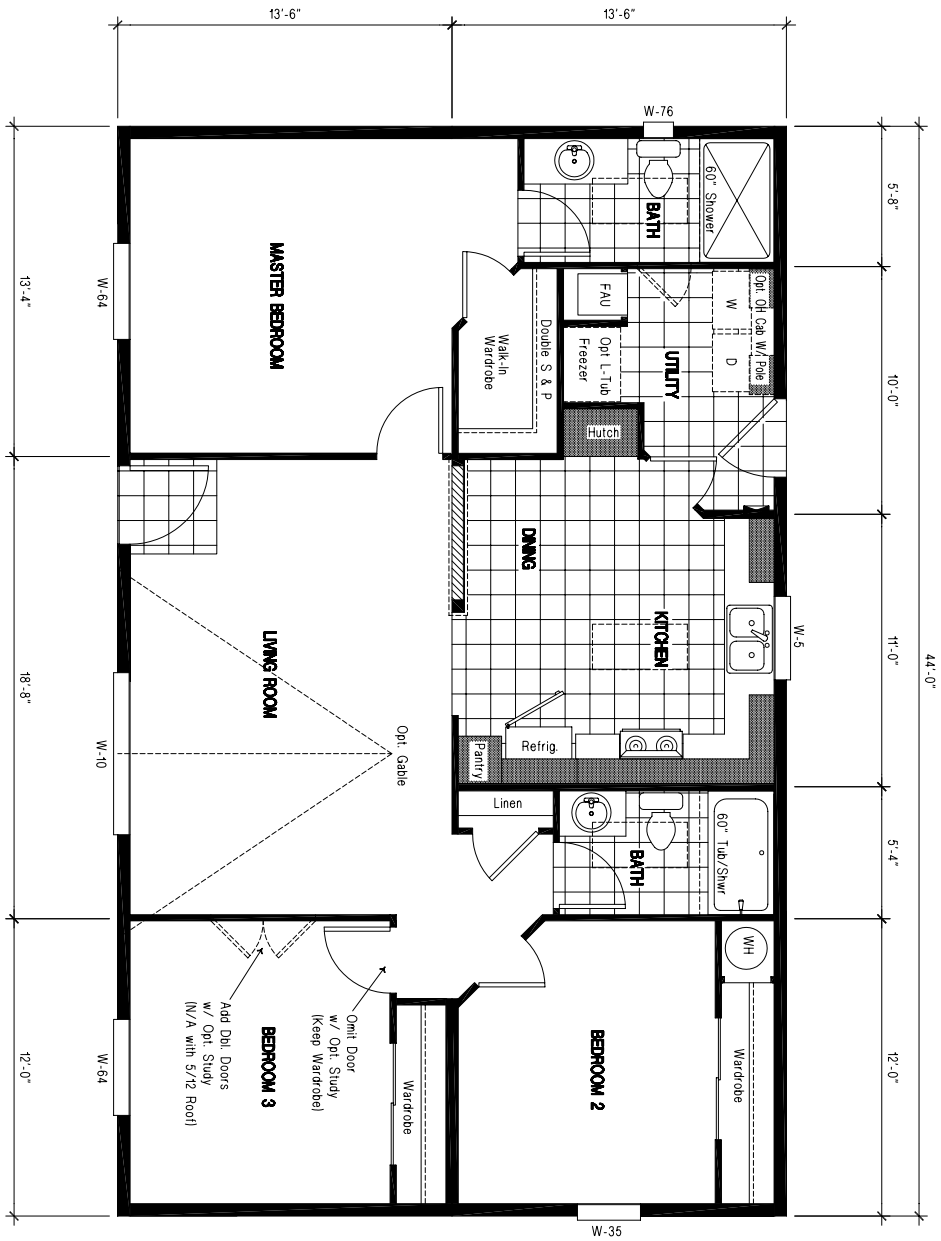 13'-6"
13'-6"
W-76
5'-8"
10'-0"
11'-0"
5'-4"
12'-0"
44'-0"
13'-4"
18'-8"
12'-0"
W-64
W-10
W-64
W-5
W-35
60" Shower
BATH
MASTER BEDROOM
Walk-In
Wardrobe
Double S & P
FAU
Opt L-Tub
Freezer
UTILITY
W
D
Opt. OH Cab W/ Pole
Hutch
DINING
KITCHEN
Refrig.
Pantry
LIVING ROOM
Opt. Gable
Linen
BATH
60" Tub/Shwr
WH
Wardrobe
BEDROOM 2
Wardrobe
BEDROOM 3
Omit Door
w/ Opt. Study
(Keep Wardrobe)
Add Dbl. Doors
w/ Opt. Study
(N/A with 5/12 Roof)